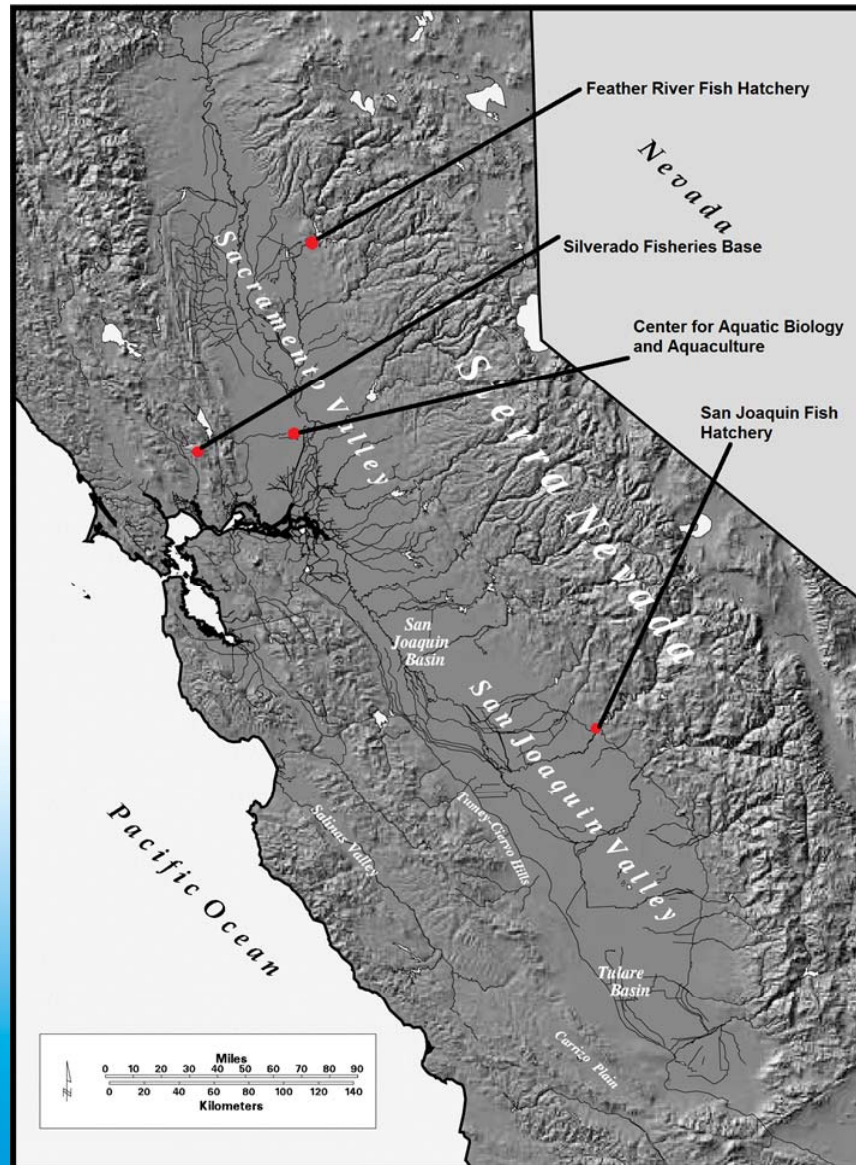 Feather River Fish Hatchery
Nevada
Silverado Fisheries Base
Sacramento Valley
Center for Aquatic Biology
and Aquaculture
Sierra Nevada
San Joaquin Fish
Hatchery
San
Joaquin
Basin
San Joaquin Valley
Tumey-Ciervo Hills
Salinas Valley
Pacific Ocean
Tulare
Basin
Carrizo Plain
Miles
0 10 20 30 40 50 60 70 80 90
0 20 40 60 80 100 120 140
Kilometers
N